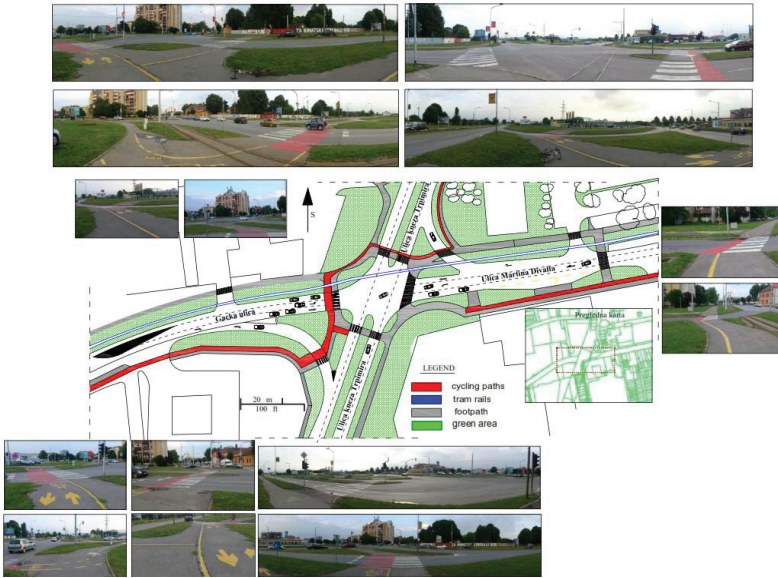 S
Ulica kneza Trpimira
Ulica Martina Divalta
Gacka ulica
Pregledna karta
Ulica kneza Trpimira
LEGEND
cycling paths
tram rails
footpath
green area
20 m
100 ft